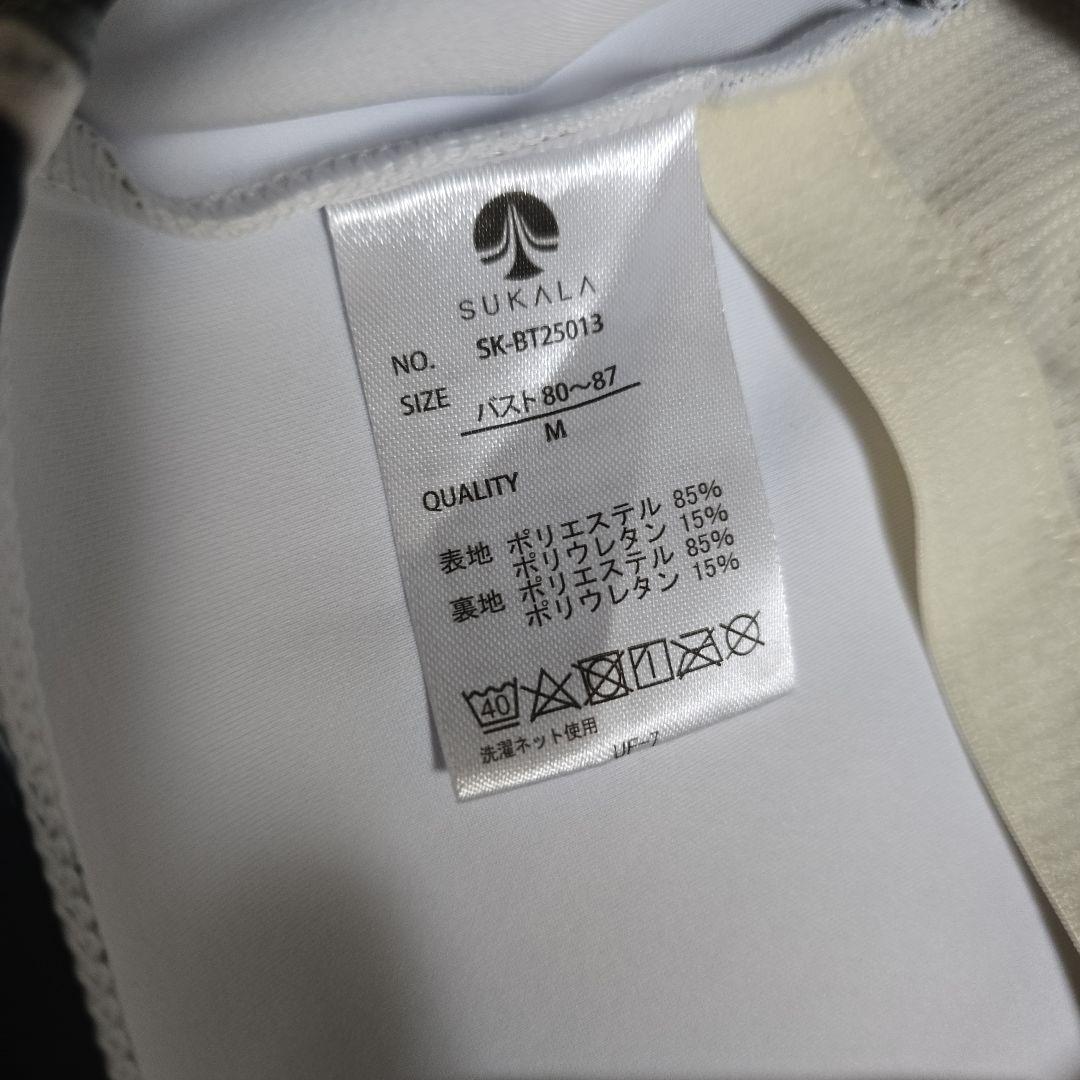 SUKALA
NO. SK-BT25013
SIZE バスト80～87
M
QUALITY
表地 ポリエステル 85%
ポリウレタン 15%
裏地 ポリエステル 85%
ポリウレタン 15%
40
洗濯ネット使用
UF-7